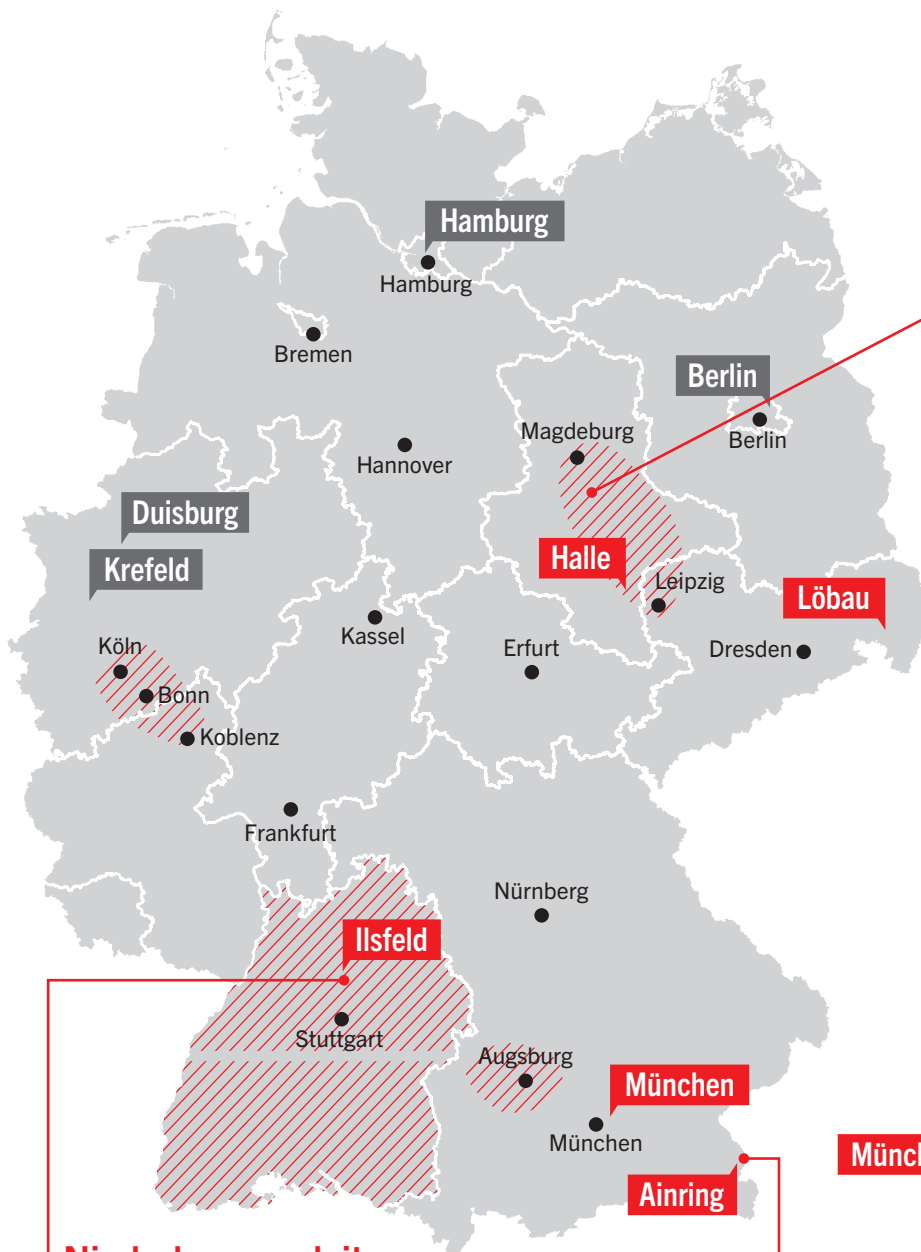 Hamburg
Hamburg
Bremen
Berlin
Berlin
Magdeburg
Hannover
Duisburg
Halle
Krefeld
Leipzig
Löbau
Kassel
Köln
Erfurt
Dresden
Bonn
Koblenz
Frankfurt
Nürnberg
Ilsfeld
Stuttgart
Augsburg
München
München
Ainring